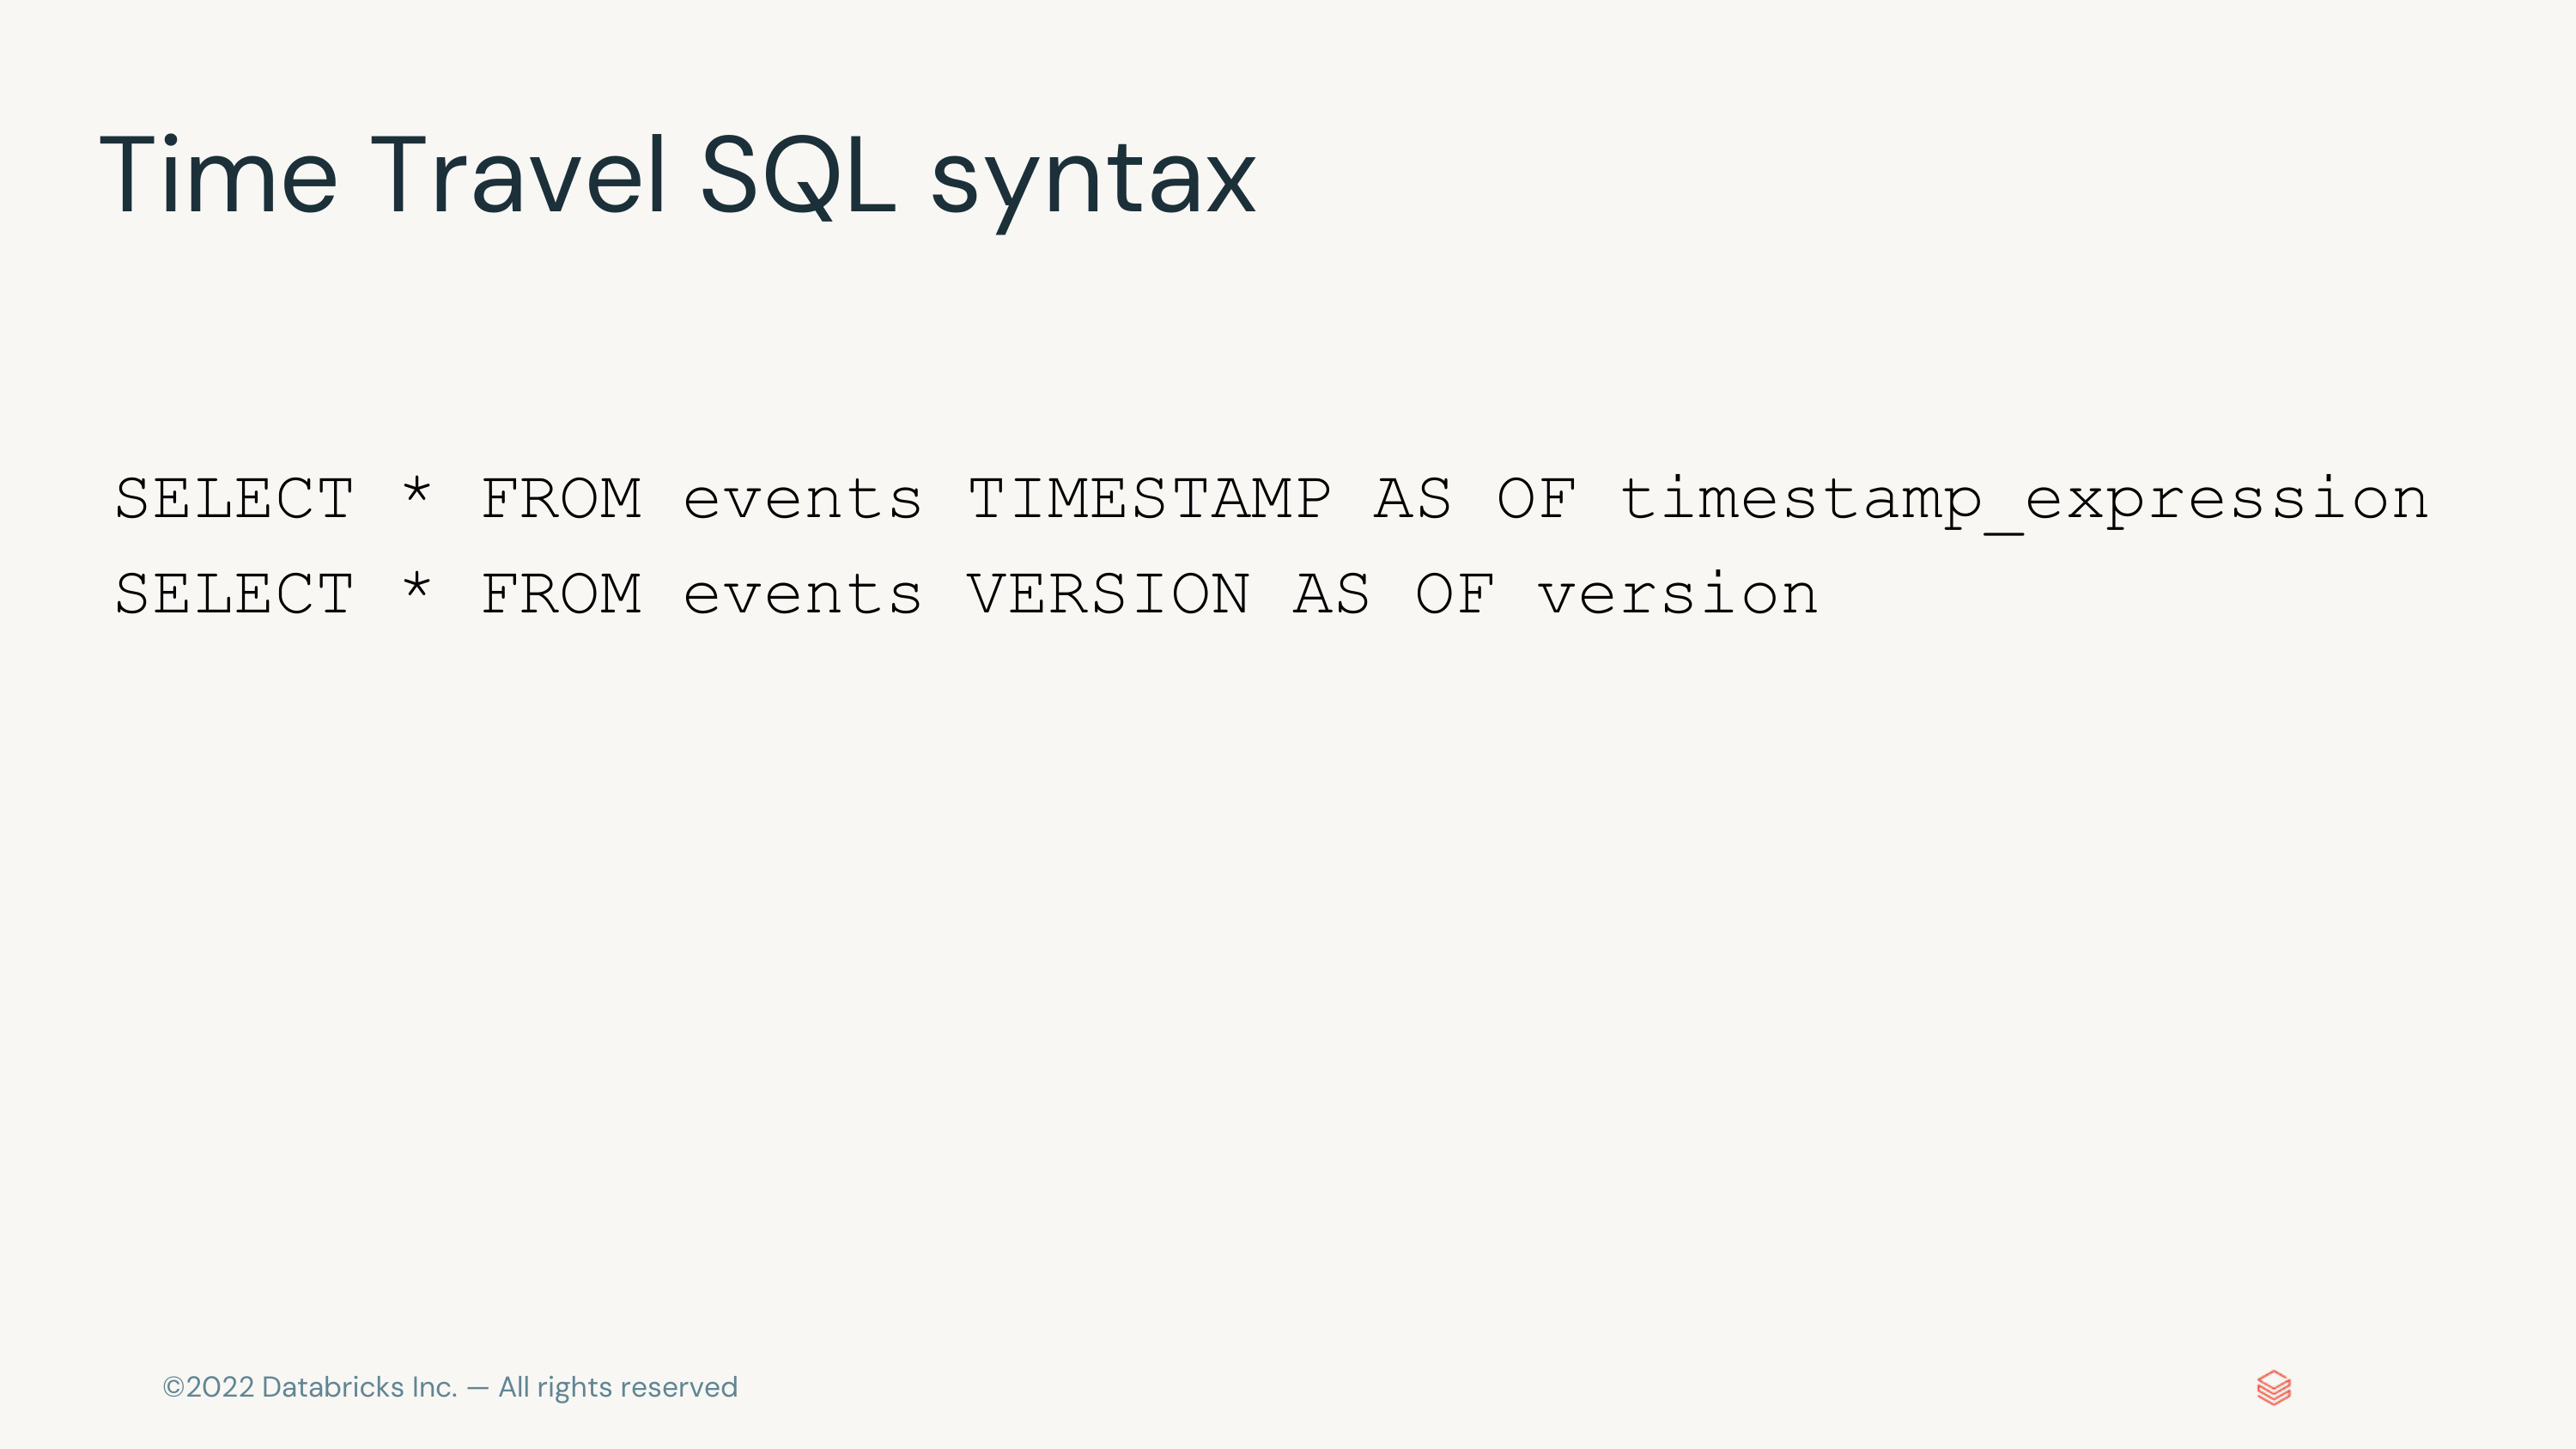 Time Travel SQL syntax
SELECT * FROM events TIMESTAMP AS OF timestamp_expression
SELECT * FROM events VERSION AS OF version
©2022 Databricks Inc. — All rights reserved